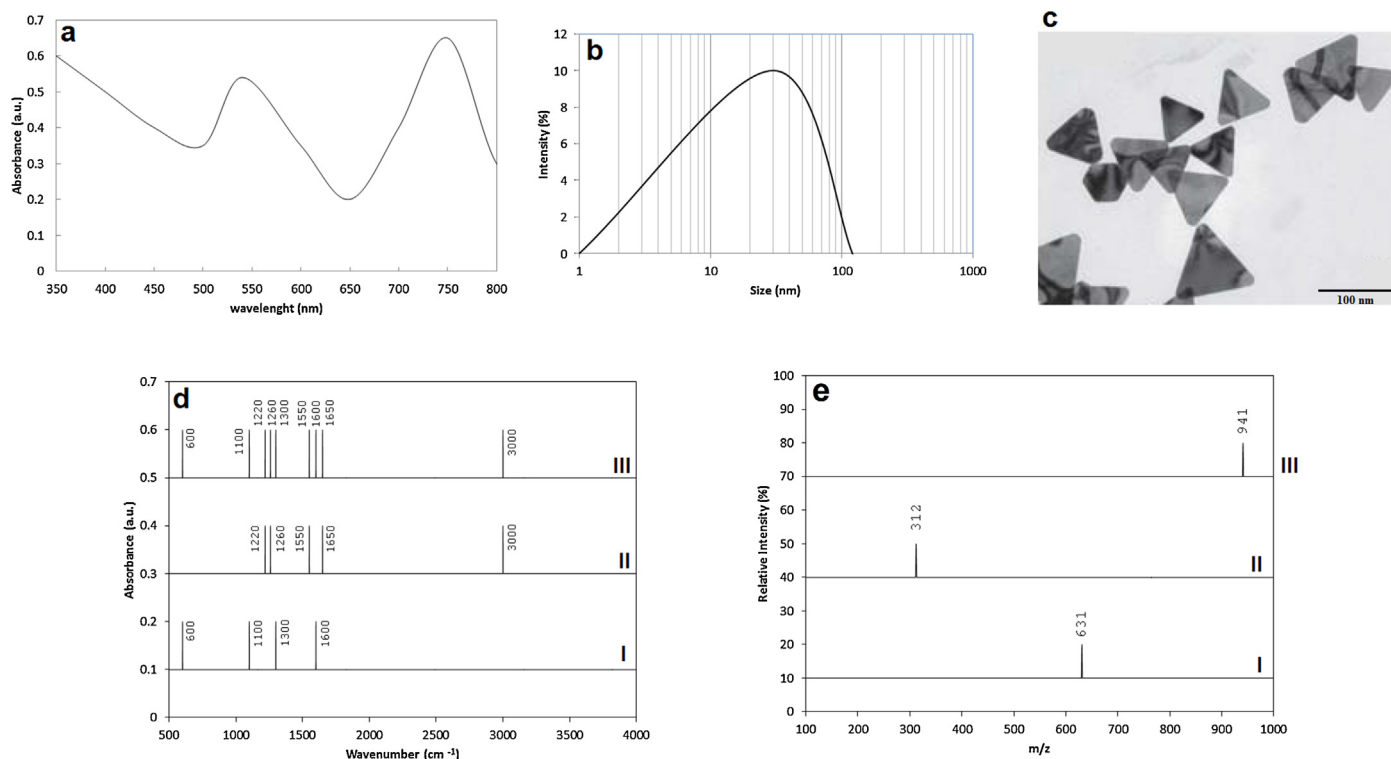 a
Absorbance (a.u.)
0.7
0.6
0.5
0.4
0.3
0.2
0.1
0
350 400 450 500 550 600 650 700 750 800
wavelenght (nm)
b
Intensity (%)
12
10
8
6
4
2
0
1 10 100 1000
Size (nm)
c
100 nm
d
Absorbance (a.u.)
0.7
0.6
0.5
0.4
0.3
0.2
0.1
0
600
1100
1220
1260
1300
1550
1600
1650
3000
III
1220
1260
1550
1650
3000
II
600
1100
1300
1600
I
500 1000 1500 2000 2500 3000 3500 4000
Wavenumber (cm -1)
e
Relative Intensity (%)
100
90
80
70
60
50
40
30
20
10
0
941
III
312
II
631
I
100 200 300 400 500 600 700 800 900 1000
m/z